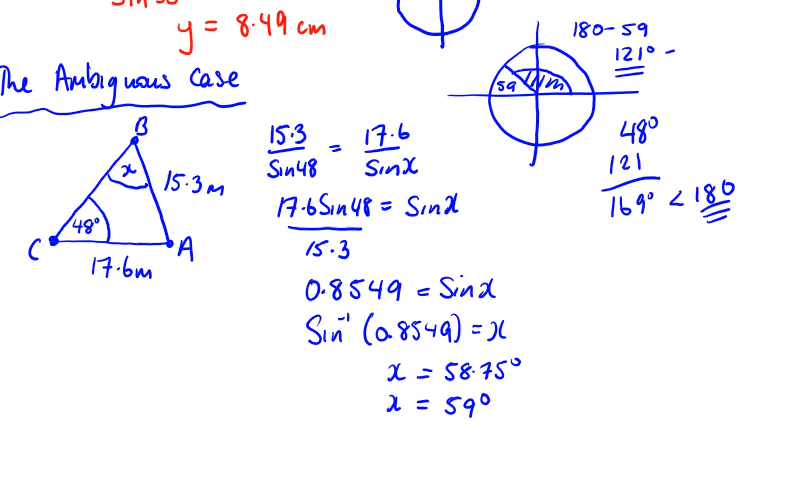 sin 58
y = 8.49 cm
The Ambiguous Case
B
x
15.3m
48°
C
A
17.6m
15.3/Sin48 = 17.6/Sinx
17.6Sin48/15.3 = Sinx
0.8549 = Sinx
Sin⁻¹ (0.8549) = x
x = 58.75°
x = 59°
180-59
121° -
59
48°
121
169° < 180